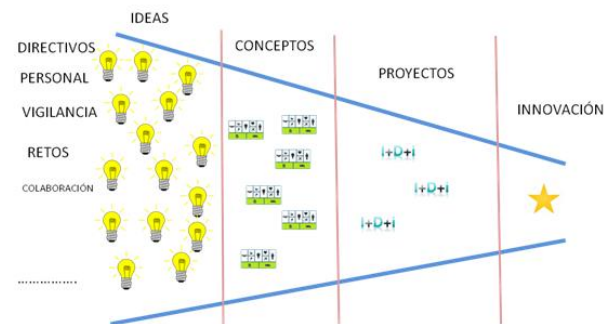 IDEAS
DIRECTIVOS
PERSONAL
VIGILANCIA
RETOS
COLABORACIÓN
................
CONCEPTOS
PROYECTOS
I+D+i
I+D+i
I+D+i
INNOVACIÓN